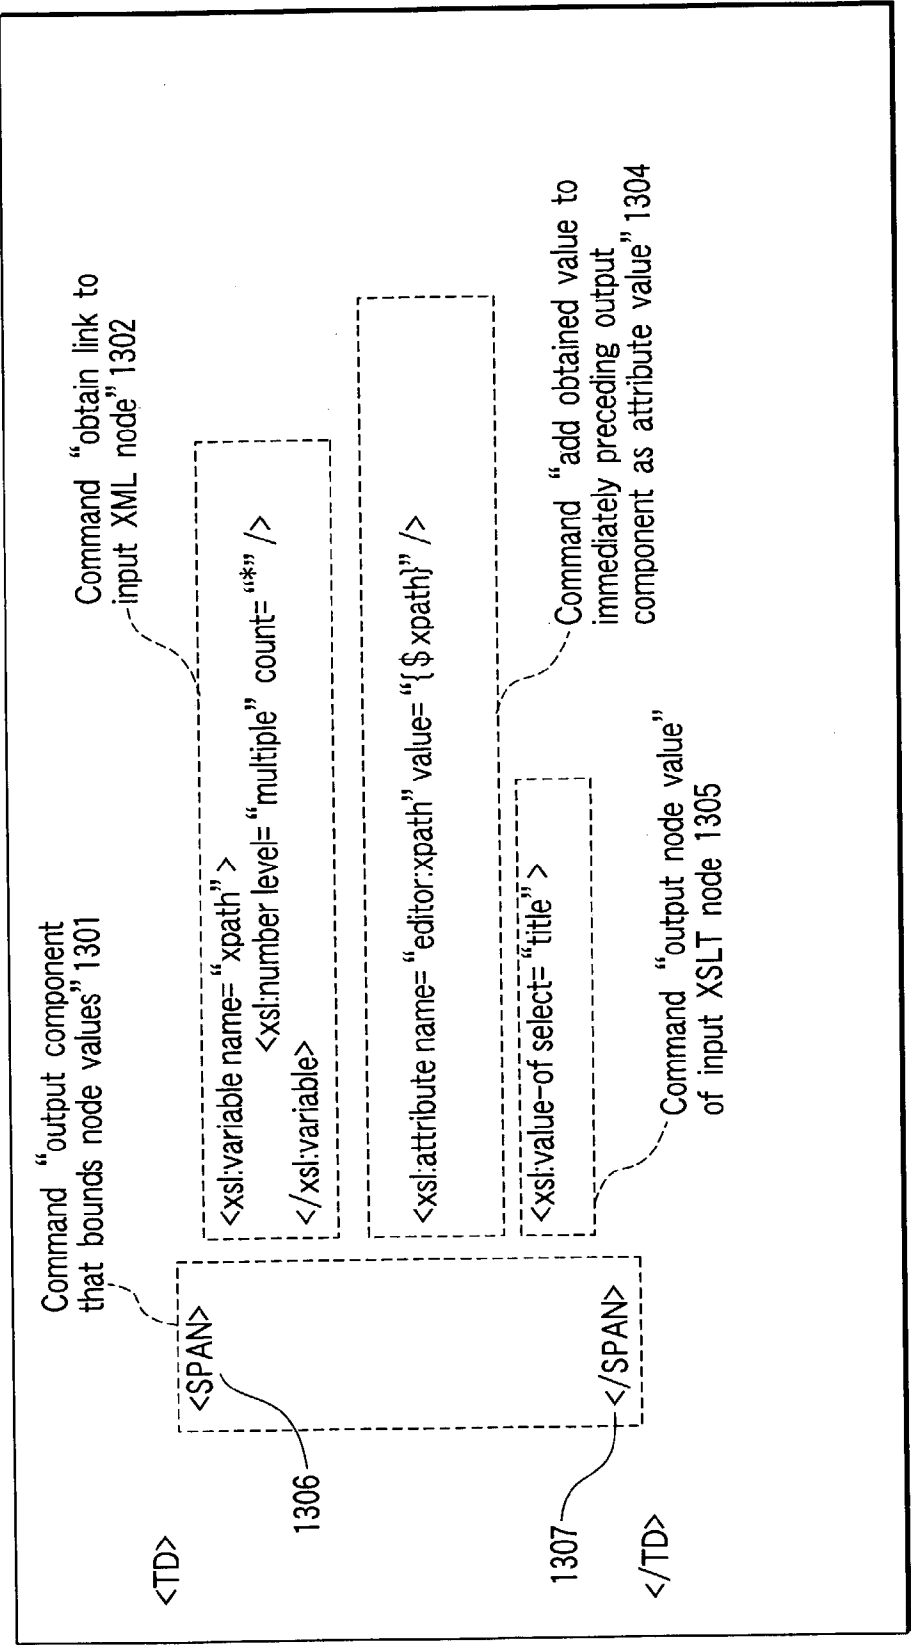 <TD>
Command “output component
that bounds node values” 1301
<SPAN>
1306
Command “obtain link to
input XML node” 1302
<xsl:variable name= “xpath” >
<xsl:number level= “multiple” count= “*” />
</xsl:variable>
<xsl:attribute name= “editor:xpath” value= “{$xpath}” />
Command “add obtained value to
immediately preceding output
component as attribute value” 1304
<xsl:value-of select= “title” >
Command “output node value”
of input XSLT node 1305
</SPAN>
1307
</TD>